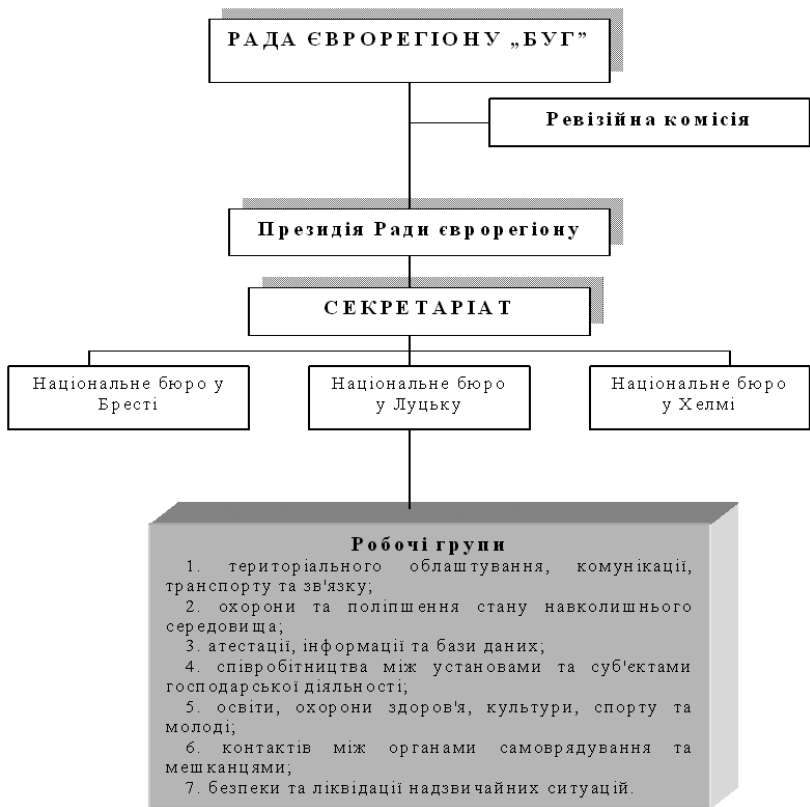 РАДА ЄВРОРЕГІОНУ „БУГ”
Ревізійна комісія
Президія Ради єврорегіону
СЕКРЕТАРІАТ
Національне бюро у
Бресті
Національне бюро
у Луцьку
Національне бюро
у Хелмі
Робочі групи
1. територіального облаштування, комунікації,
транспорту та зв'язку;
2. охорони та поліпшення стану навколишнього
середовища;
3. атестації, інформації та бази даних;
4. співробітництва між установами та суб'єктами
господарської діяльності;
5. освіти, охорони здоров'я, культури, спорту та
молоді;
6. контактів між органами самоврядування та
мешканцями;
7. безпеки та ліквідації надзвичайних ситуацій.